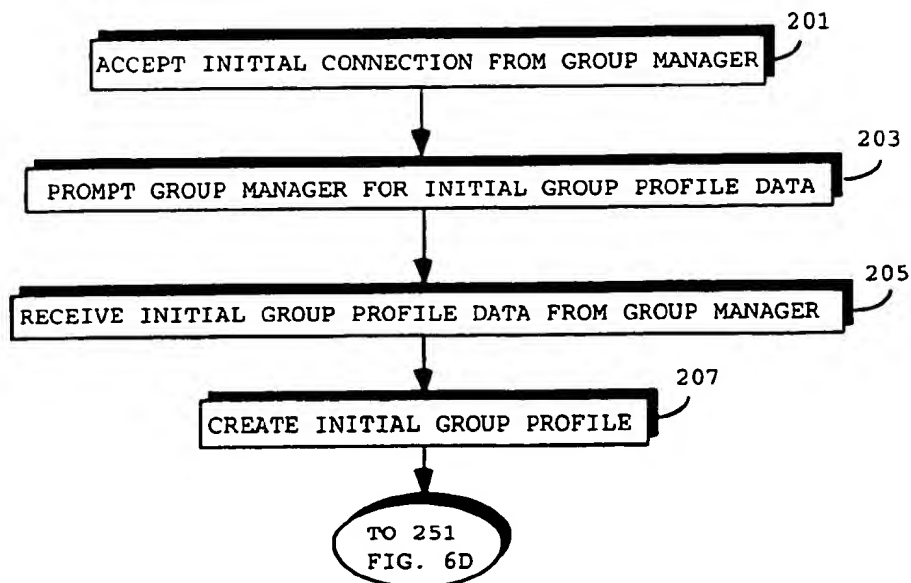 201
ACCEPT INITIAL CONNECTION FROM GROUP MANAGER
203
PROMPT GROUP MANAGER FOR INITIAL GROUP PROFILE DATA
205
RECEIVE INITIAL GROUP PROFILE DATA FROM GROUP MANAGER
207
CREATE INITIAL GROUP PROFILE
TO 251
FIG. 6D